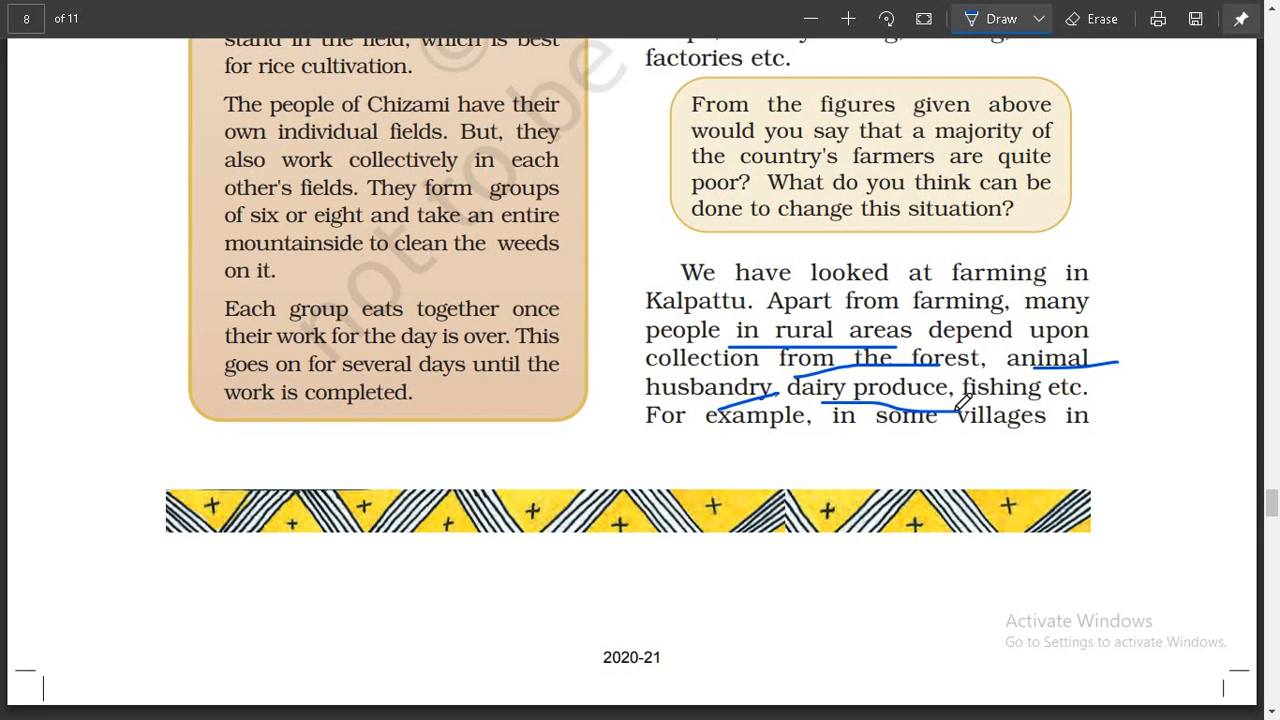 8 of 11
Draw
Erase
stand in the field, which is best
for rice cultivation.
The people of Chizami have their
own individual fields. But, they
also work collectively in each
other's fields. They form groups
of six or eight and take an entire
mountainside to clean the weeds
on it.
Each group eats together once
their work for the day is over. This
goes on for several days until the
work is completed.
factories etc.
From the figures given above
would you say that a majority of
the country's farmers are quite
poor? What do you think can be
done to change this situation?
We have looked at farming in
Kalpattu. Apart from farming, many
people in rural areas depend upon
collection from the forest, animal
husbandry, dairy produce, fishing etc.
For example, in some villages in
not to be
©
Activate Windows
Go to Settings to activate Windows.
2020-21